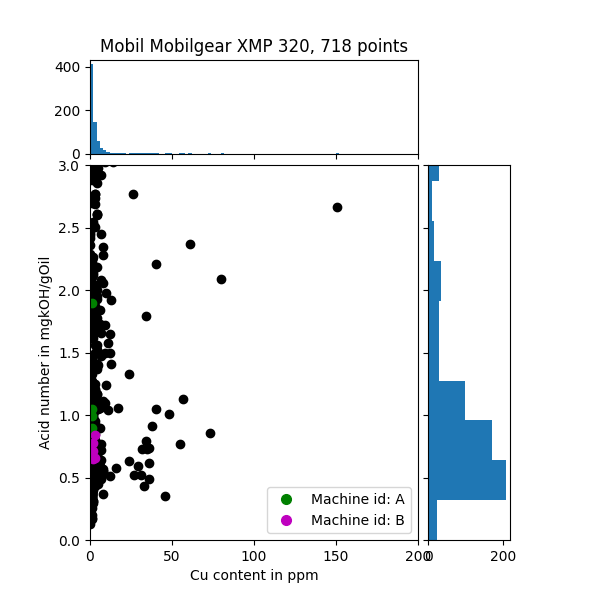 Mobil Mobilgear XMP 320, 718 points
400
200
0
3.0
2.5
2.0
1.5
1.0
0.5
0.0
Acid number in mgkOH/gOil
Machine id: A
Machine id: B
0 50 100 150 200
0 200
Cu content in ppm